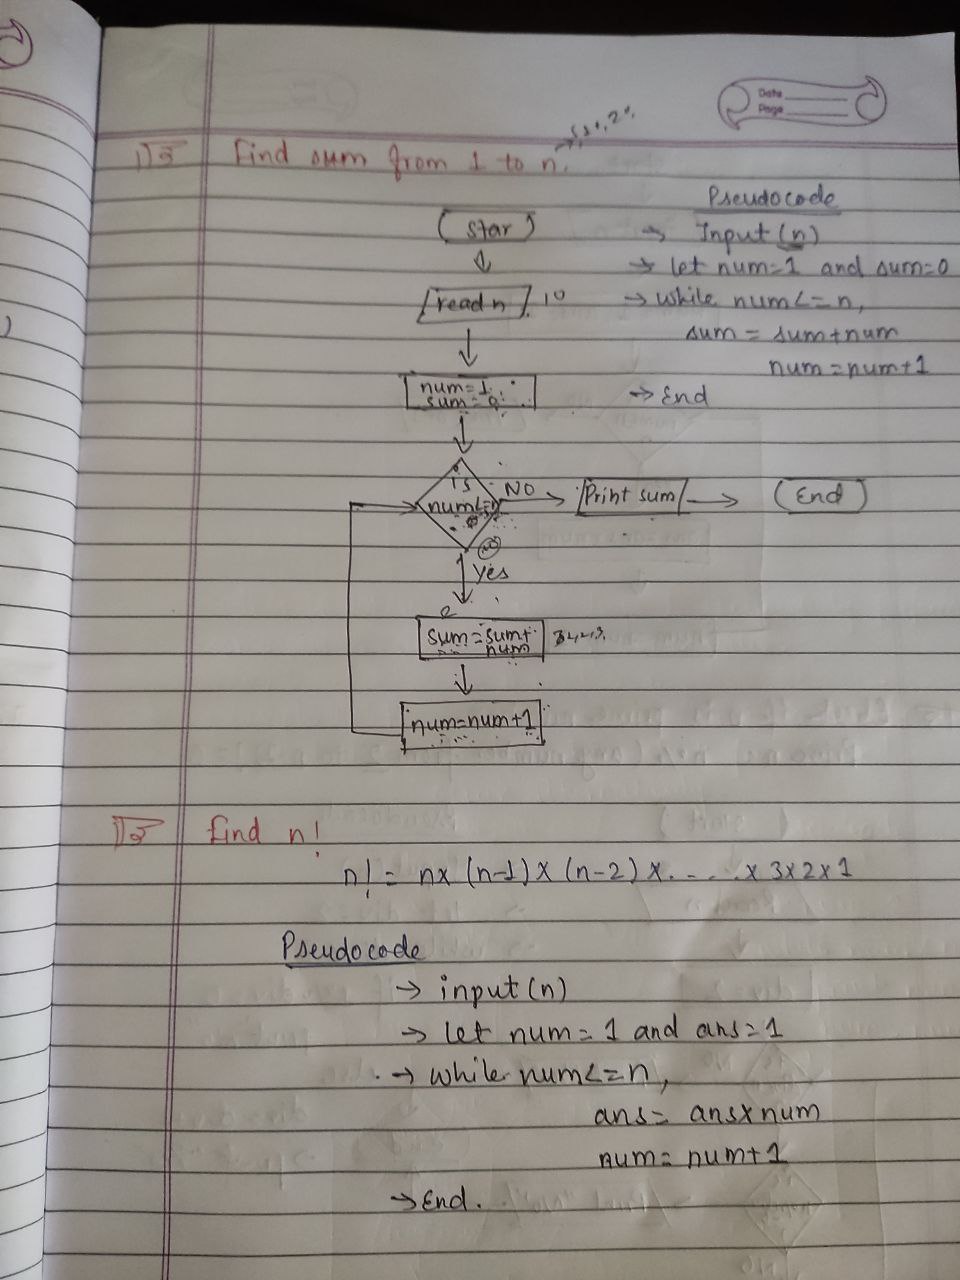 Date
Page
Find sum from 1 to n.
Pseudocode
→ Input (n)
→ let num=1 and sum=0
→ while num<=n,
sum = sum+num
num=num+1
→ End
(Star)
read n 10
num=1
sum=0
is
num<=n
NO
Print sum
(End)
Yes
sum=sum+
num
num=num+1
Find n!
n! = n× (n-1)× (n-2) ×. - . . . × 3×2×1
Pseudocode
→ input (n)
→ let num=1 and ans=1
→ while num<=n,
ans= ans×num
num= num+1
→ End.